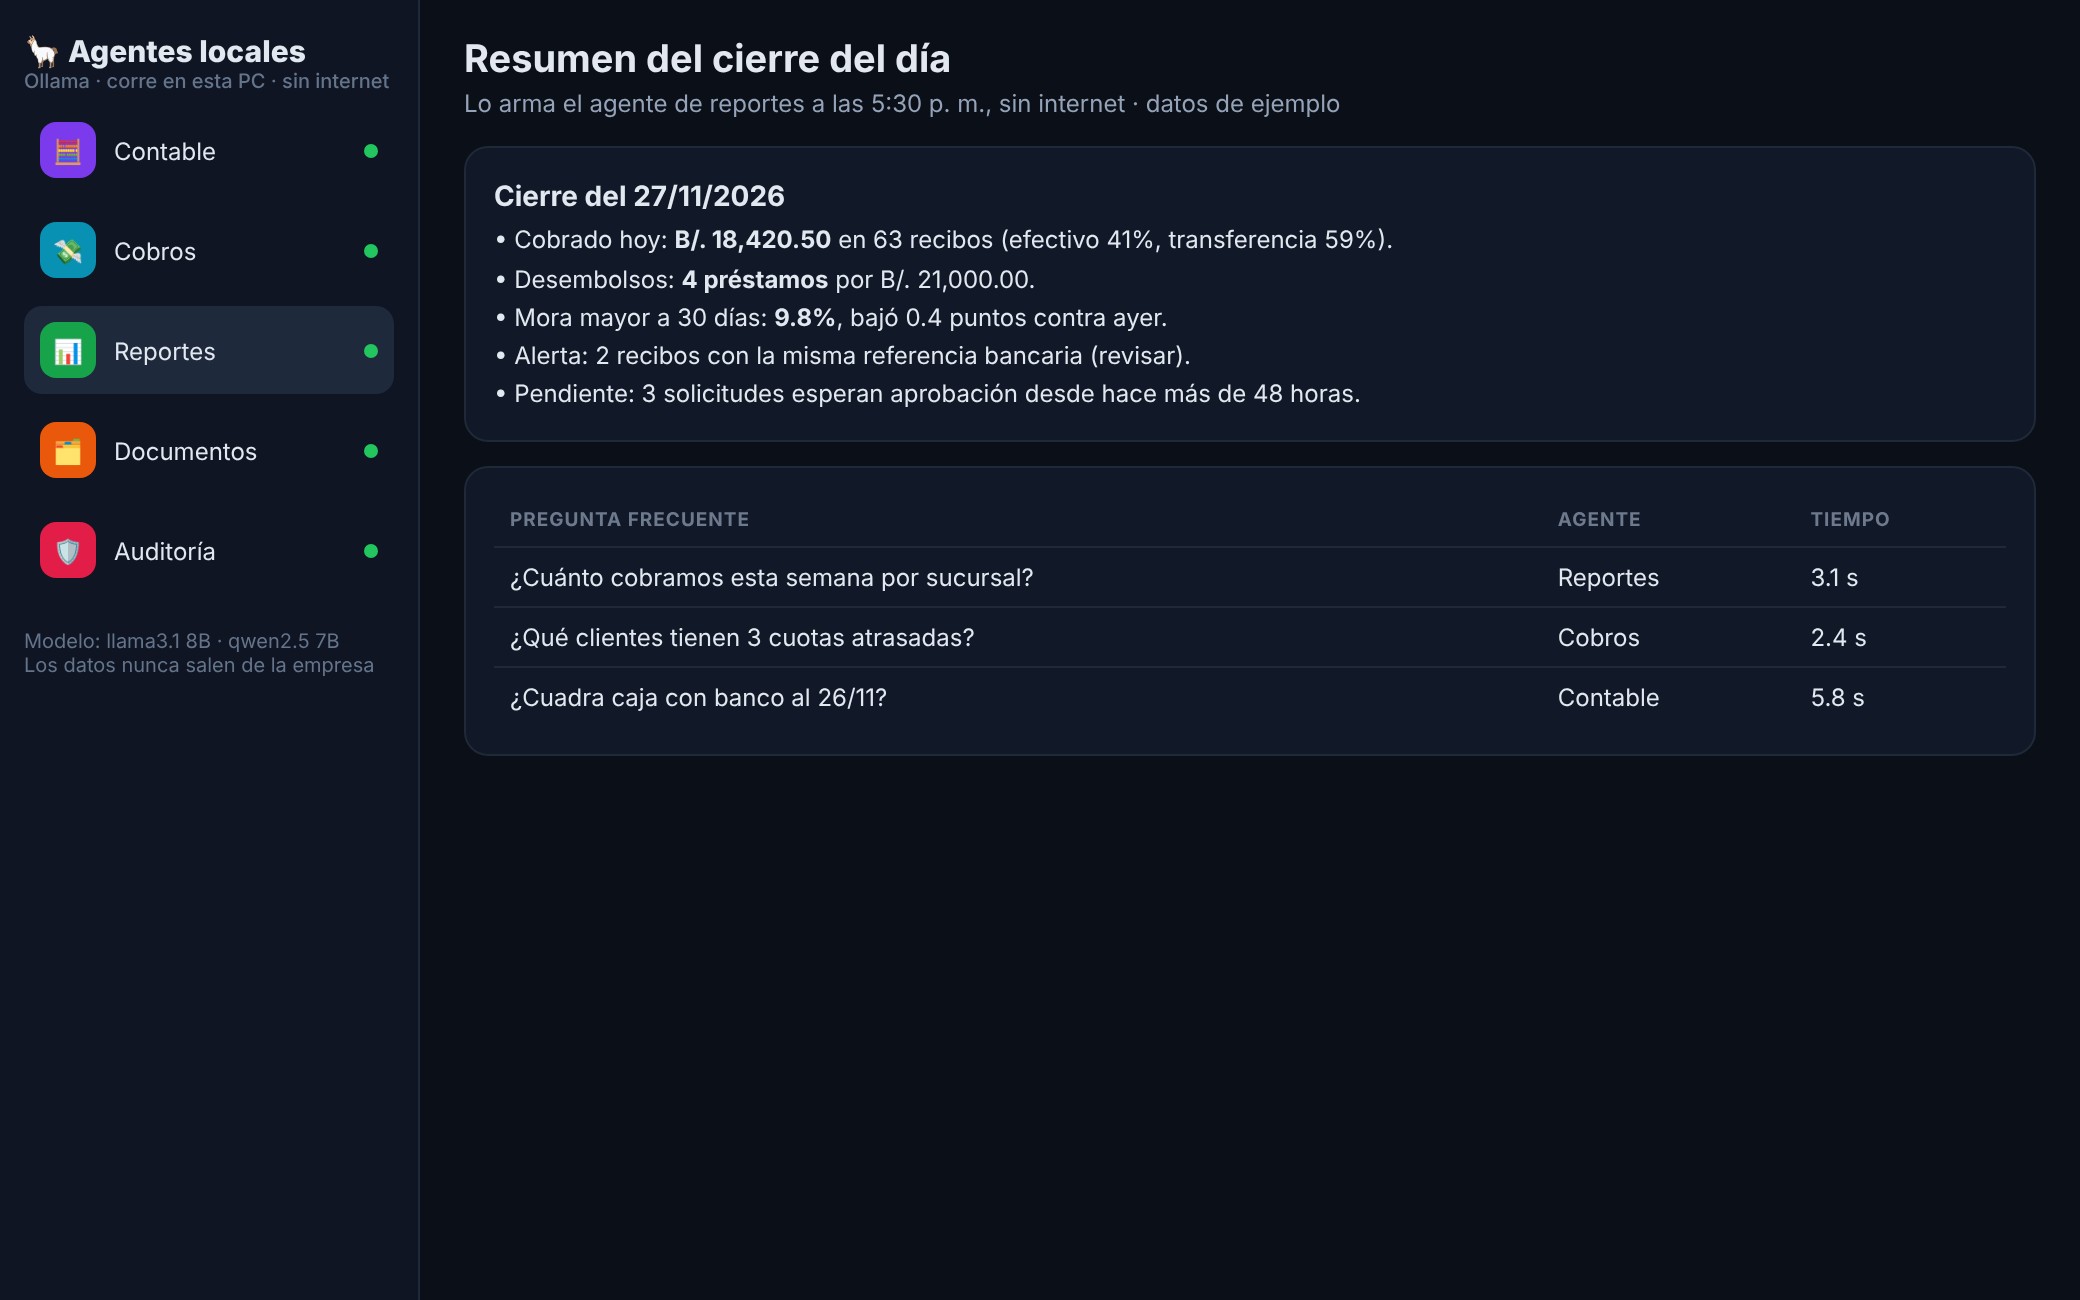 Agentes locales
Ollama · corre en esta PC · sin internet
Contable
Cobros
Reportes
Documentos
Auditoría
Modelo: llama3.1 8B · qwen2.5 7B
Los datos nunca salen de la empresa
Resumen del cierre del día
Lo arma el agente de reportes a las 5:30 p. m., sin internet · datos de ejemplo
Cierre del 27/11/2026
• Cobrado hoy: B/. 18,420.50 en 63 recibos (efectivo 41%, transferencia 59%).
• Desembolsos: 4 préstamos por B/. 21,000.00.
• Mora mayor a 30 días: 9.8%, bajó 0.4 puntos contra ayer.
• Alerta: 2 recibos con la misma referencia bancaria (revisar).
• Pendiente: 3 solicitudes esperan aprobación desde hace más de 48 horas.
PREGUNTA FRECUENTE AGENTE TIEMPO
¿Cuánto cobramos esta semana por sucursal? Reportes 3.1 s
¿Qué clientes tienen 3 cuotas atrasadas? Cobros 2.4 s
¿Cuadra caja con banco al 26/11? Contable 5.8 s